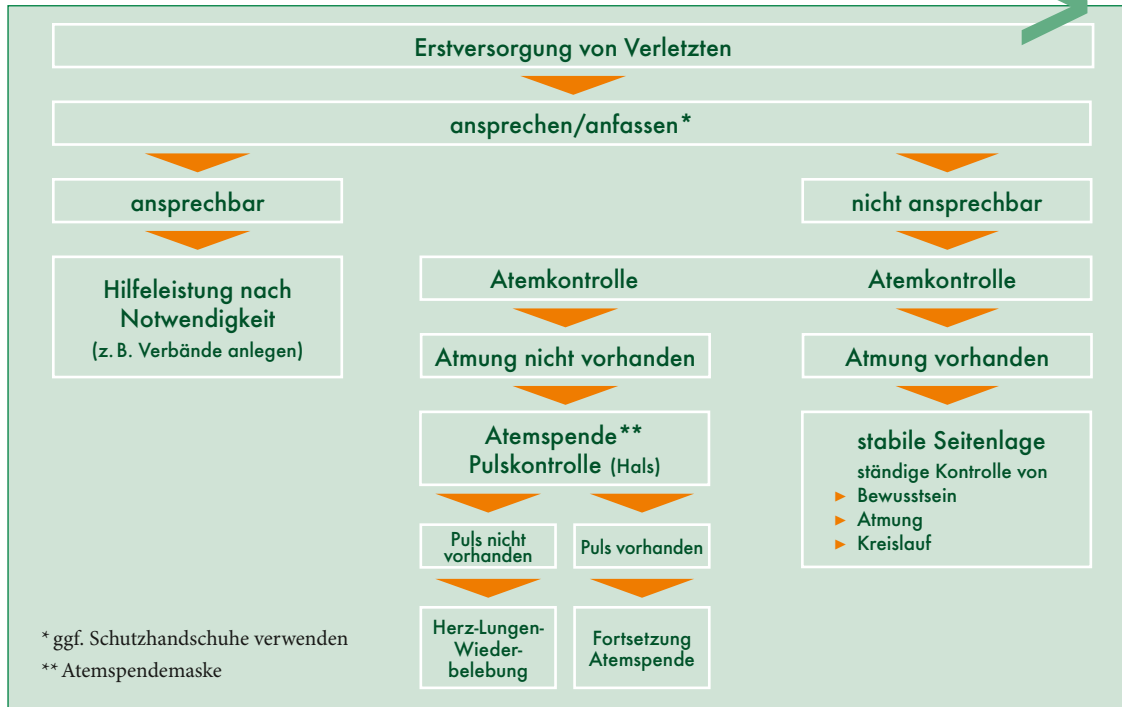 Erstversorgung von Verletzten
ansprechen/anfassen*
ansprechbar
nicht ansprechbar
Hilfeleistung nach
Notwendigkeit
(z. B. Verbände anlegen)
Atemkontrolle
Atemkontrolle
Atmung nicht vorhanden
Atmung vorhanden
Atemspende**
Pulskontrolle (Hals)
stabile Seitenlage
ständige Kontrolle von
► Bewusstsein
► Atmung
► Kreislauf
Puls nicht
vorhanden
Puls vorhanden
Herz-Lungen-
Wieder-
belebung
Fortsetzung
Atemspende
* ggf. Schutzhandschuhe verwenden
** Atemspendemaske